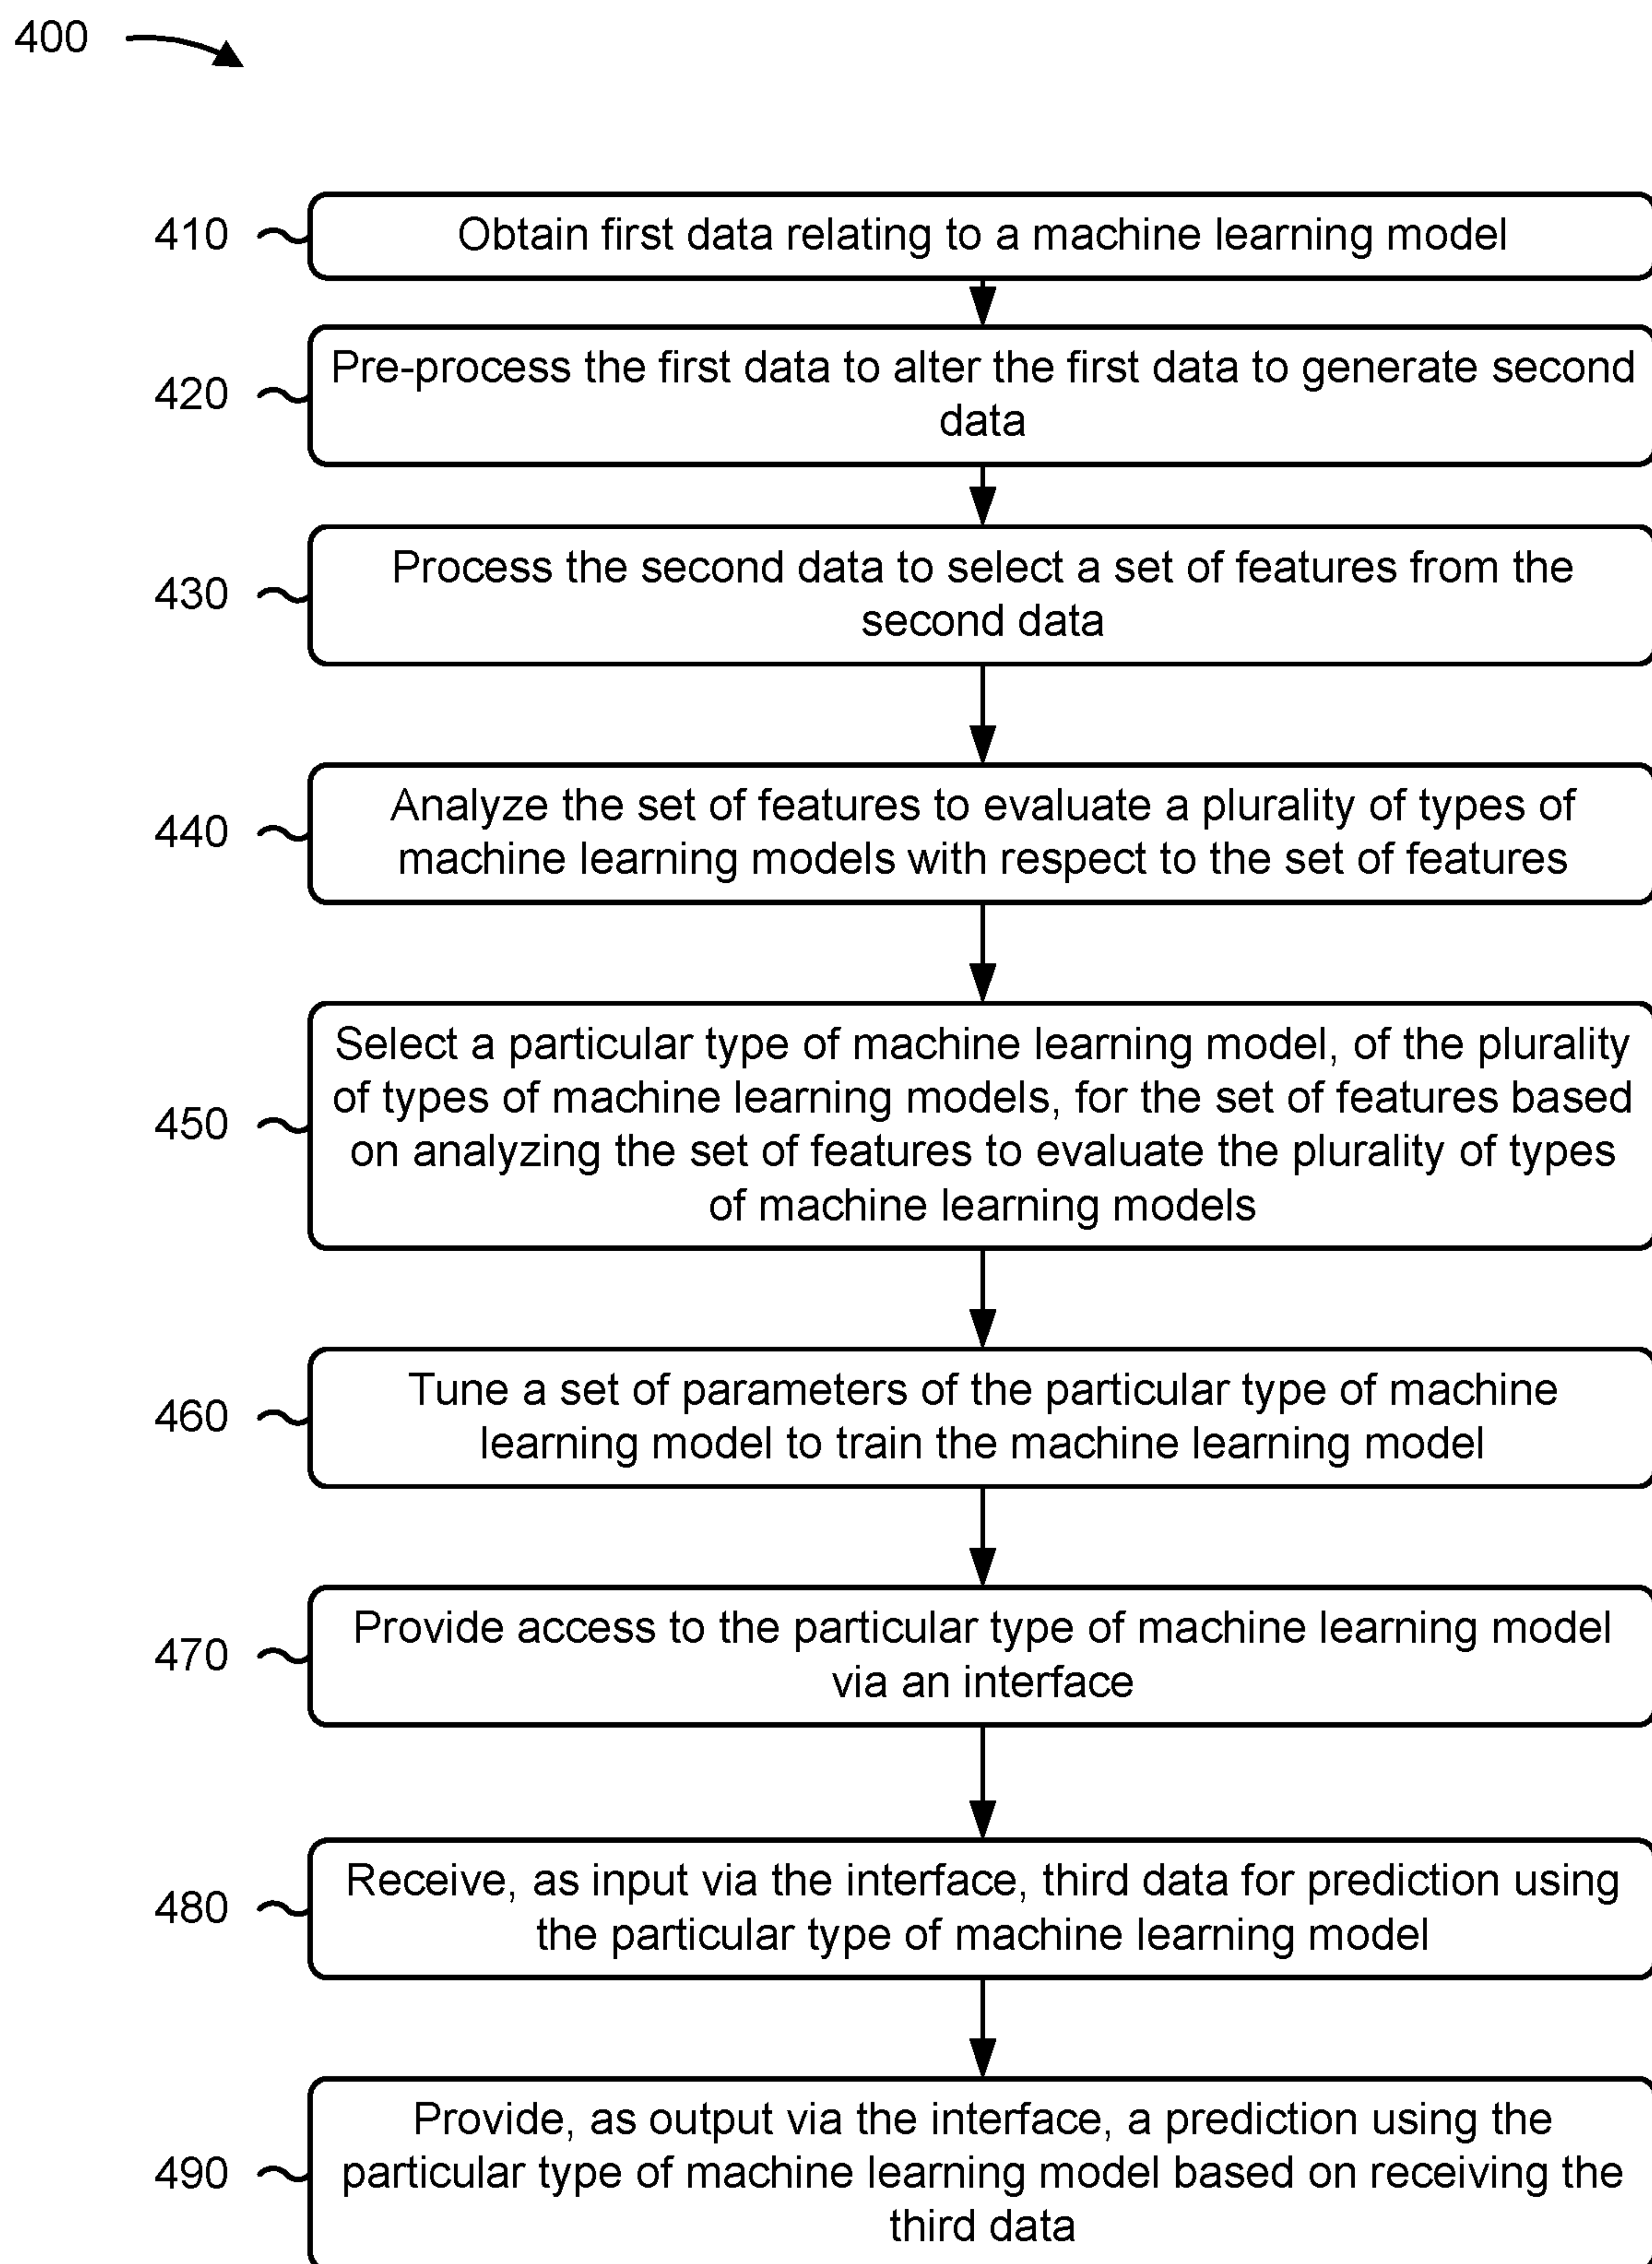 400
410
Obtain first data relating to a machine learning model
420
Pre-process the first data to alter the first data to generate second
data
430
Process the second data to select a set of features from the
second data
440
Analyze the set of features to evaluate a plurality of types of
machine learning models with respect to the set of features
450
Select a particular type of machine learning model, of the plurality
of types of machine learning models, for the set of features based
on analyzing the set of features to evaluate the plurality of types
of machine learning models
460
Tune a set of parameters of the particular type of machine
learning model to train the machine learning model
470
Provide access to the particular type of machine learning model
via an interface
480
Receive, as input via the interface, third data for prediction using
the particular type of machine learning model
490
Provide, as output via the interface, a prediction using the
particular type of machine learning model based on receiving the
third data